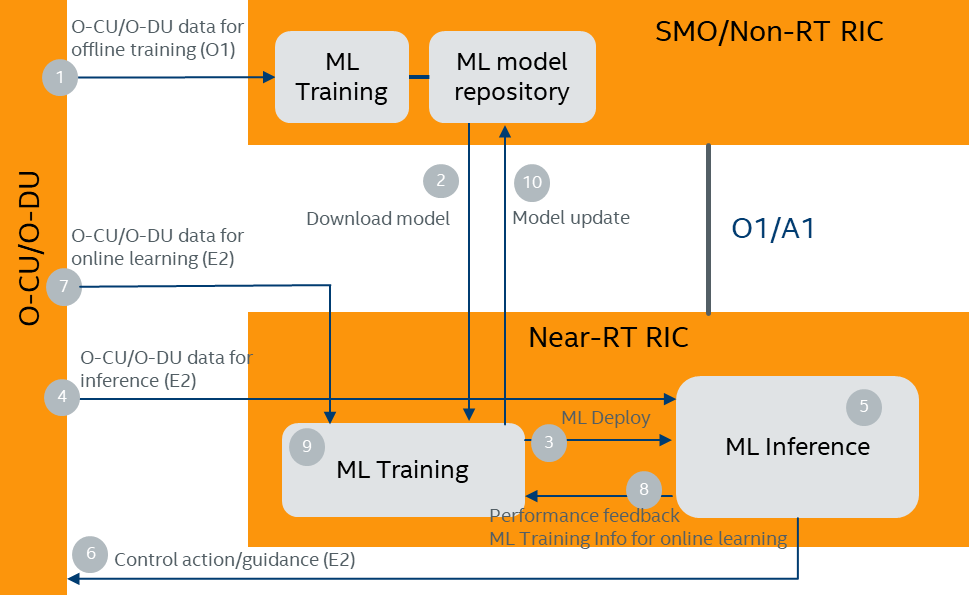 O-CU/O-DU data for
offline training (O1)
SMO/Non-RT RIC
1
ML
Training
ML model
repository
2
10
Download model
Model update
O-CU/O-DU
O1/A1
O-CU/O-DU data for
online learning (E2)
7
Near-RT RIC
O-CU/O-DU data for
inference (E2)
4
5
ML Deploy
3
9
ML Training
ML Inference
8
Performance feedback
ML Training Info for online learning
6
Control action/guidance (E2)